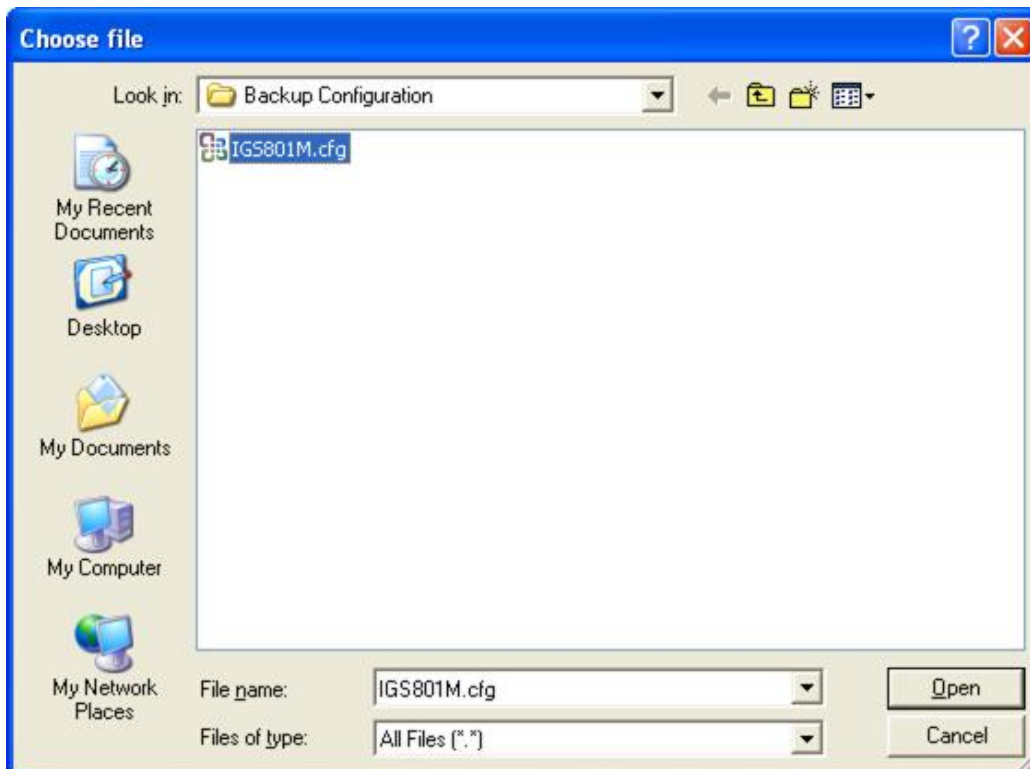 Choose file
Look in:
Backup Configuration
IGS801M.cfg
My Recent
Documents
Desktop
My Documents
My Computer
My Network
Places
File name:
IGS801M.cfg
Open
Files of type:
All Files (*.*)
Cancel